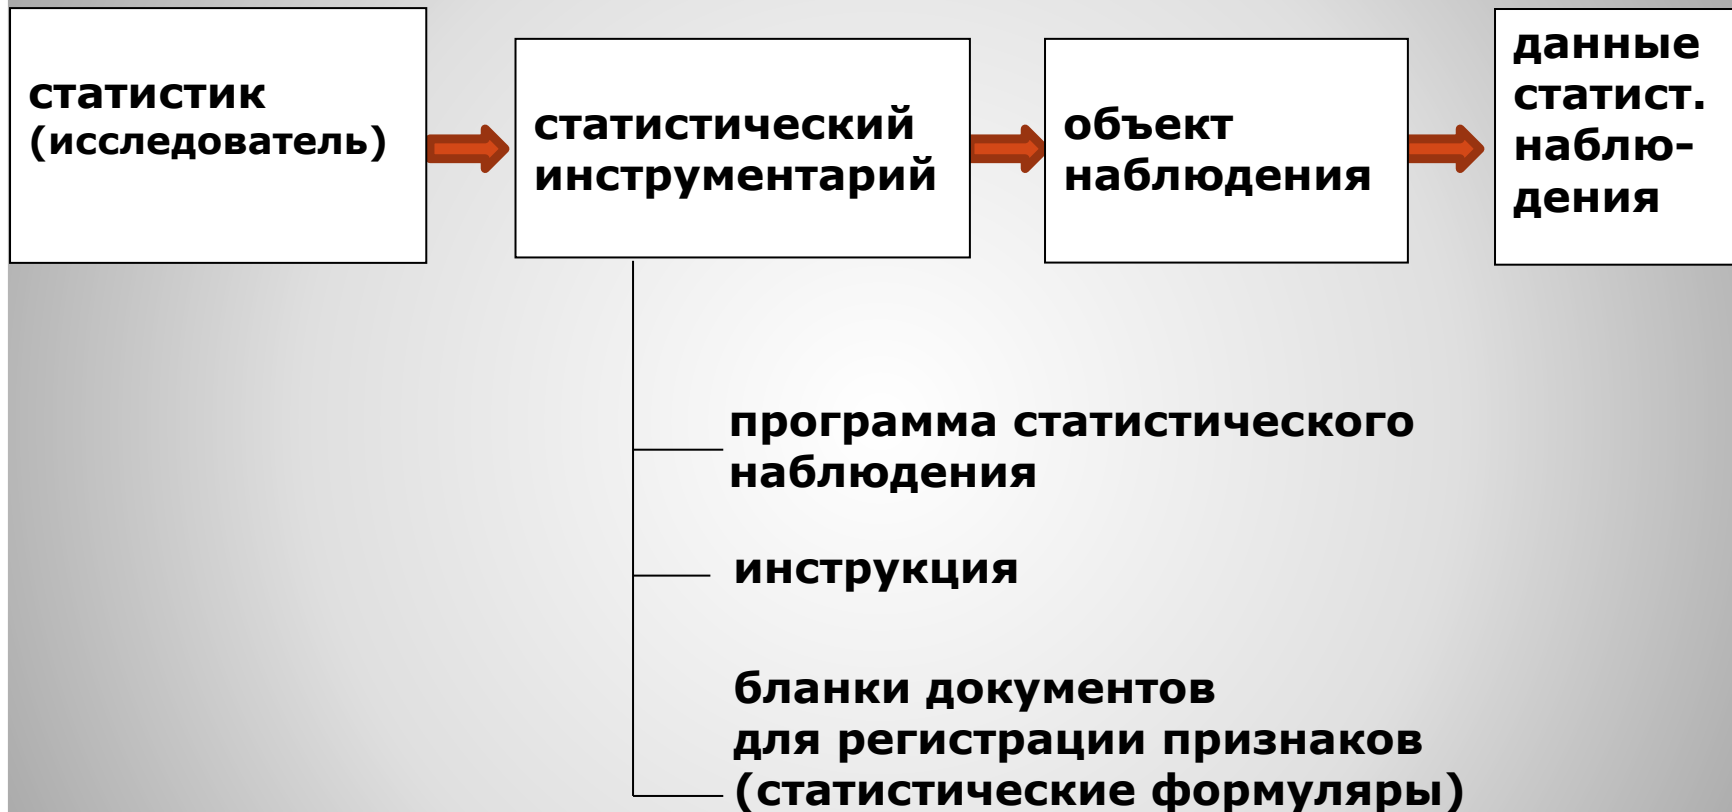 статистик
(исследователь)
статистический
инструментарий
объект
наблюдения
данные
статист.
наблю-
дения
программа статистического
наблюдения
инструкция
бланки документов
для регистрации признаков
(статистические формуляры)